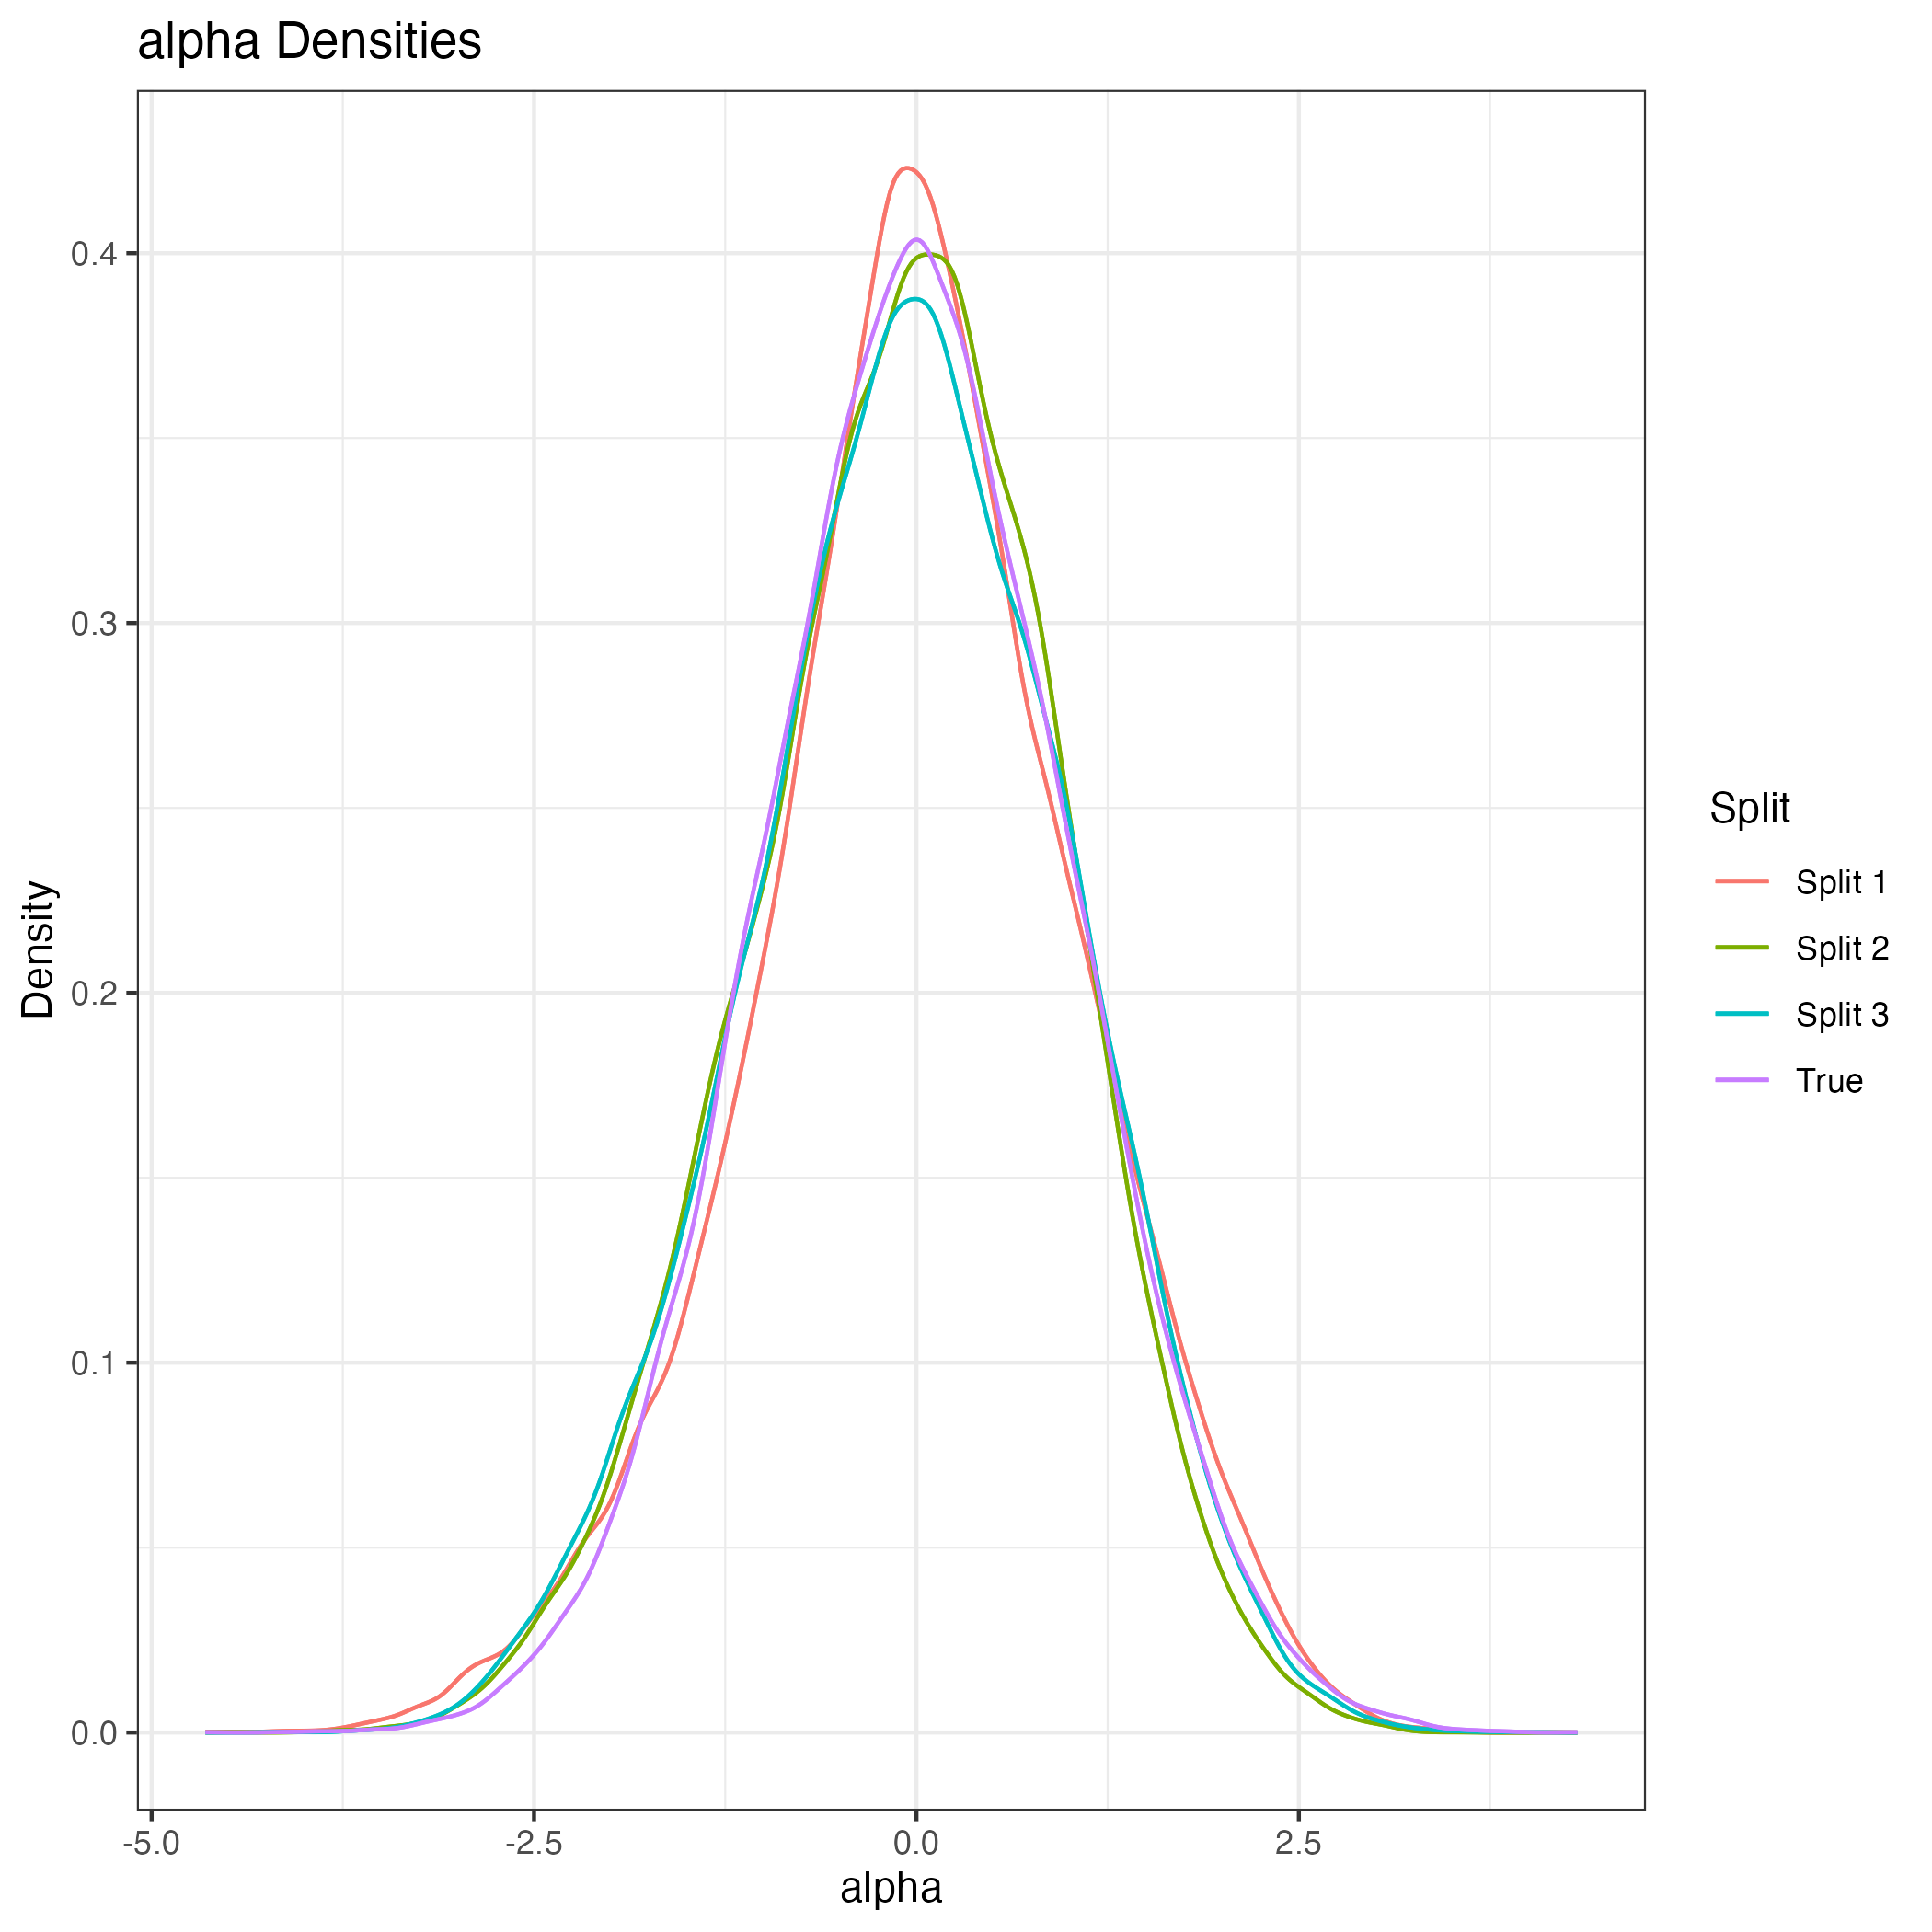 alpha Densities
0.4
0.3
0.2
0.1
0.0
Density
-5.0
-2.5
0.0
2.5
alpha
Split
Split 1
Split 2
Split 3
True